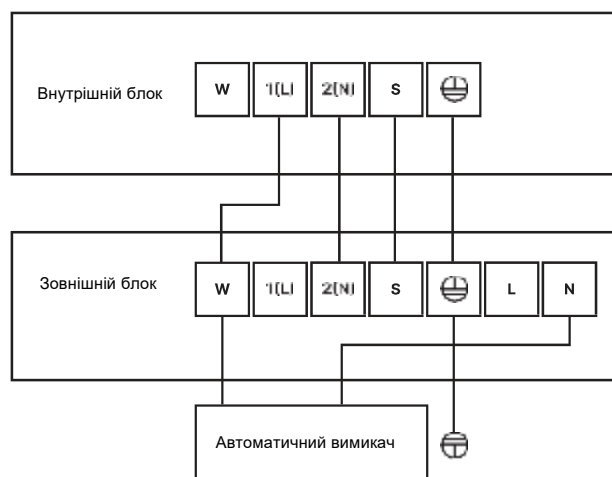 Внутрішній блок
W 1(L) 2(N) S
Зовнішній блок
W 1(L) 2(N) S L N
Автоматичний вимикач